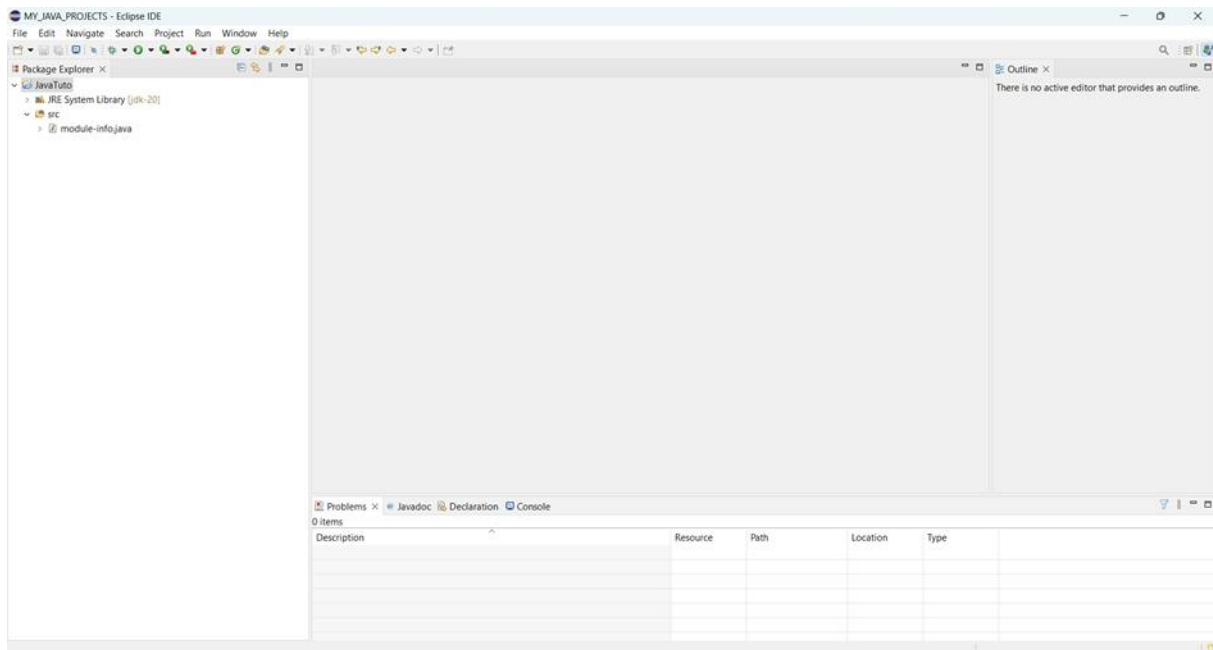 MY_JAVA_PROJECTS - Eclipse IDE
File Edit Navigate Search Project Run Window Help
Package Explorer
JavaTuto
JRE System Library [jdk-20]
src
module-info.java
Outline
There is no active editor that provides an outline.
Problems Javadoc Declaration Console
0 items
Description Resource Path Location Type